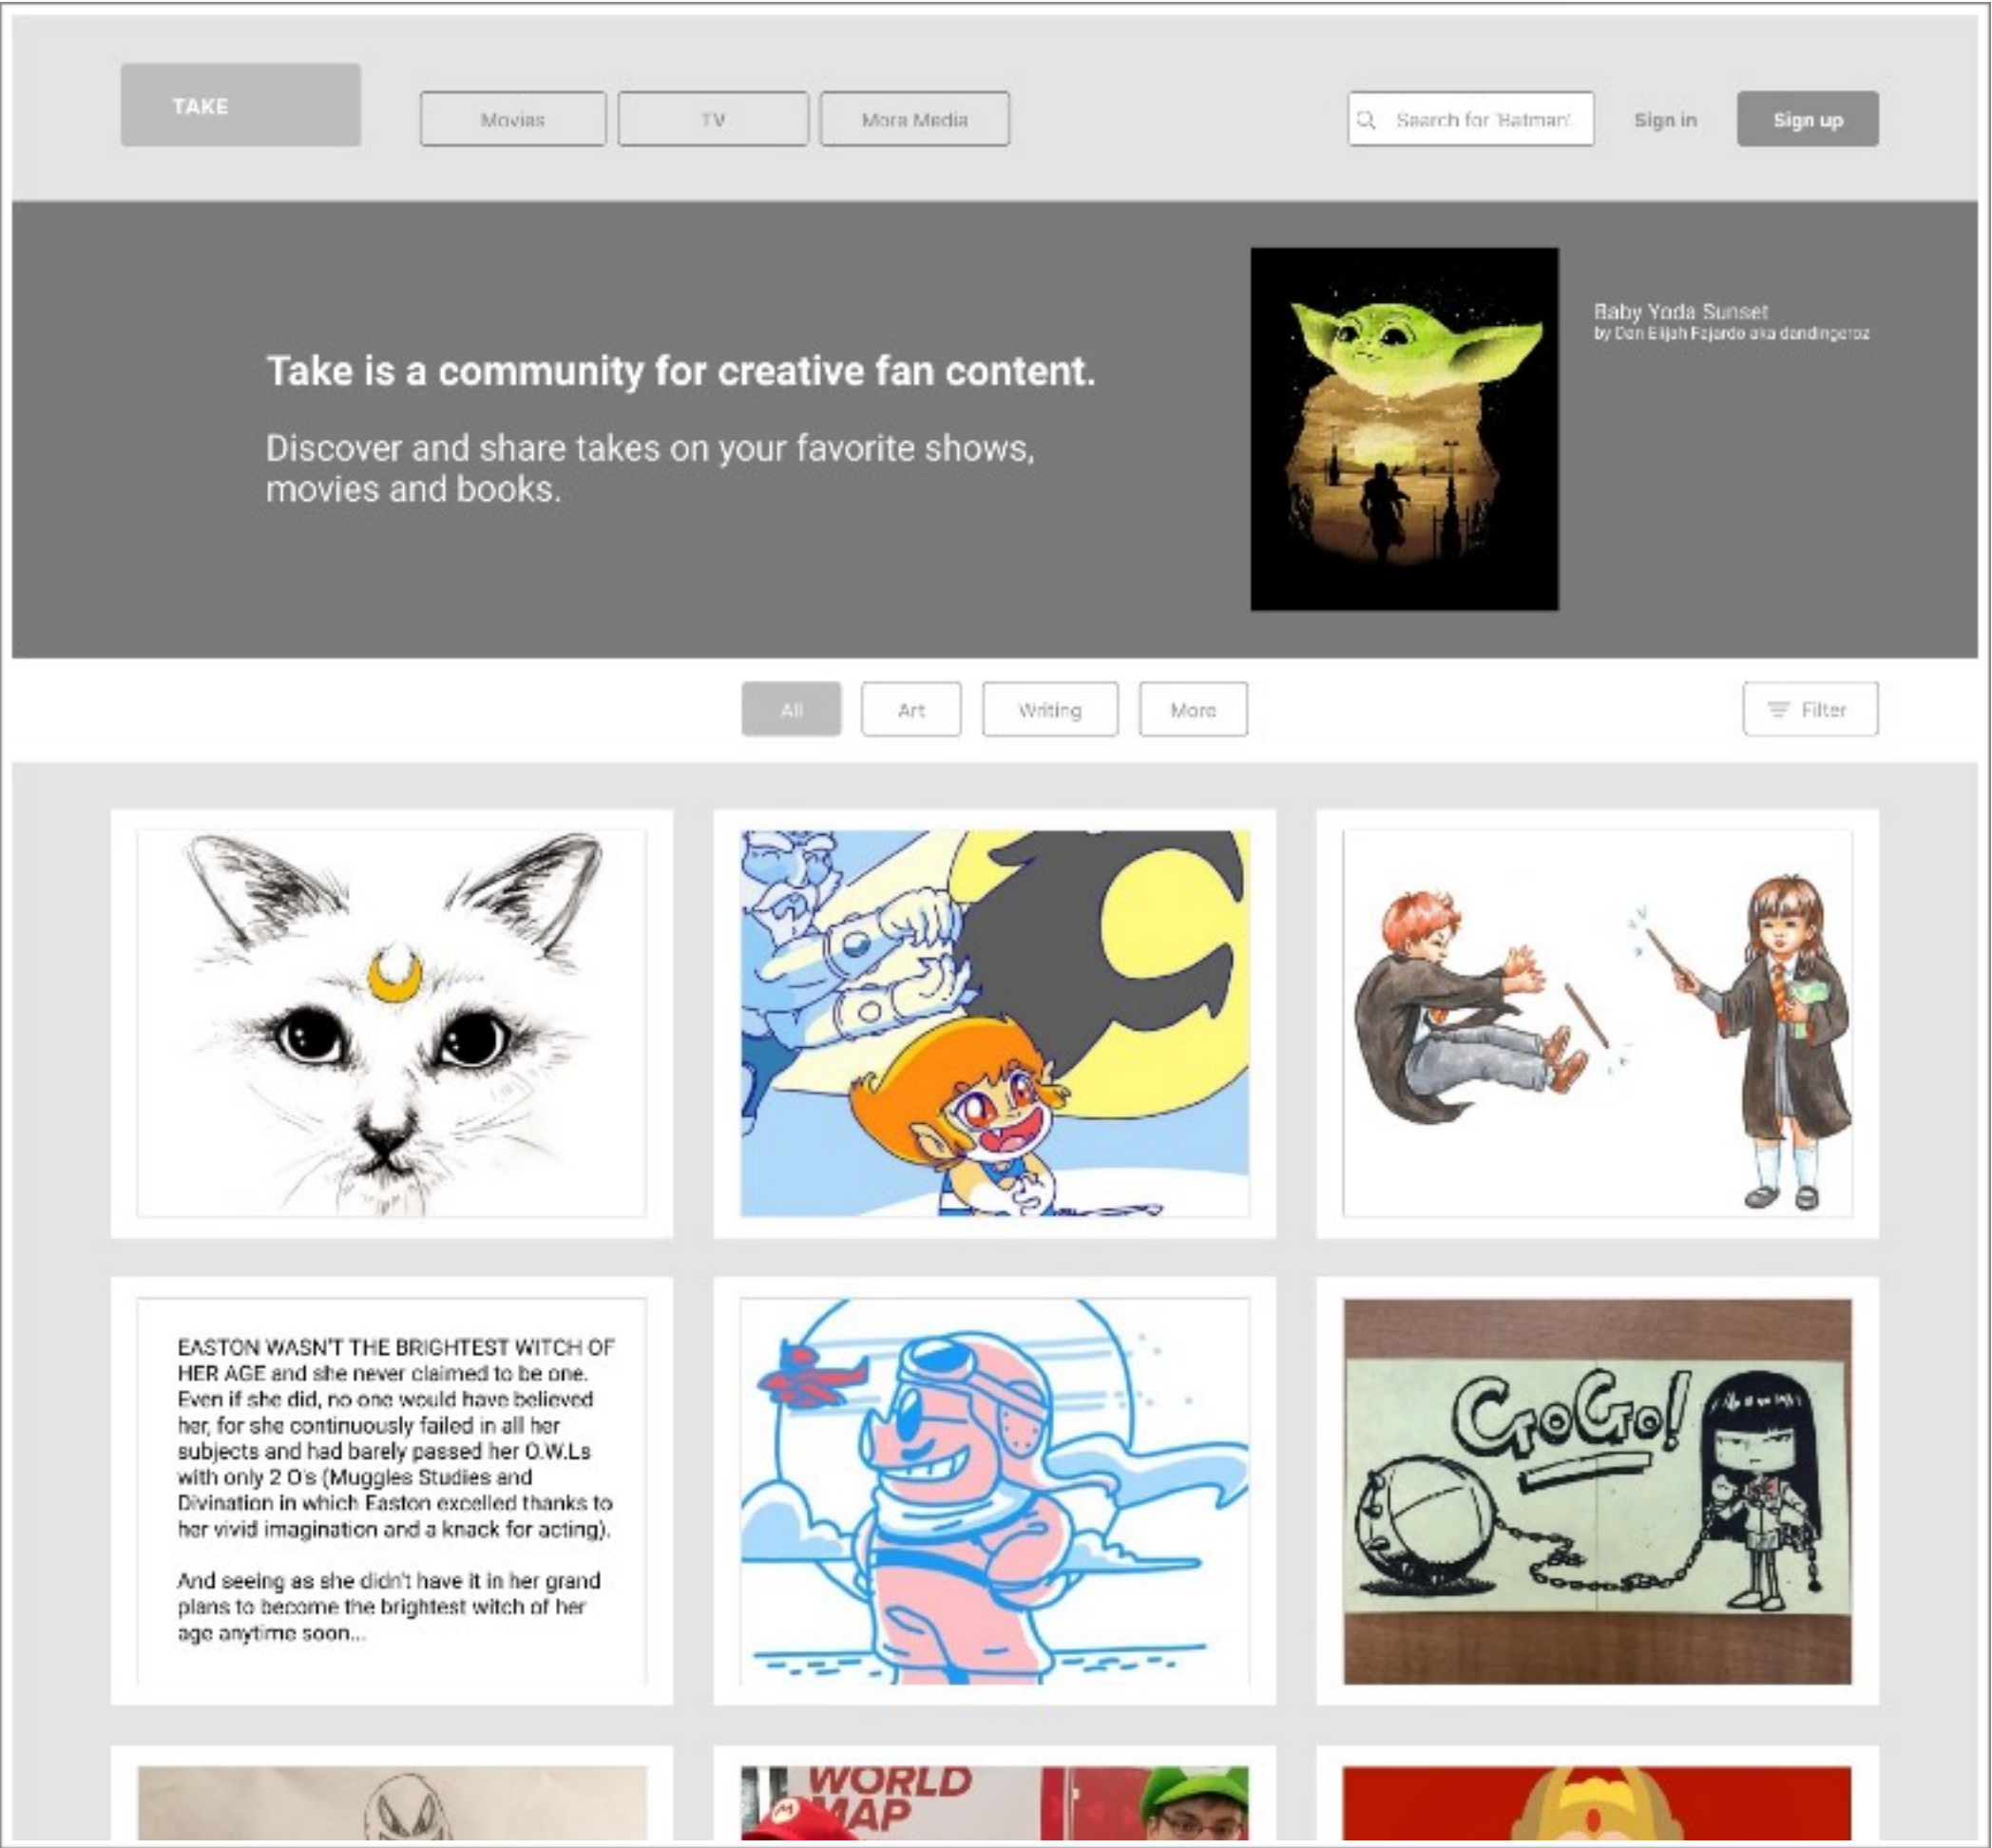 TAKE
Movies
TV
More Media
Search for 'Batman'.
Sign in
Sign up
Take is a community for creative fan content.
Discover and share takes on your favorite shows,
movies and books.
Baby Yoda Sunset
by Dan Elijah Fajardo aka dandingeroz
All
Art
Writing
More
Filter
EASTON WASN'T THE BRIGHTEST WITCH OF
HER AGE and she never claimed to be one.
Even if she did, no one would have believed
her, for she continuously failed in all her
subjects and had barely passed her O.W.Ls
with only 2 O's (Muggles Studies and
Divination in which Easton excelled thanks to
her vivid imagination and a knack for acting).
And seeing as she didn't have it in her grand
plans to become the brightest witch of her
age anytime soon...
GoGo!
WORLD
MAP
M